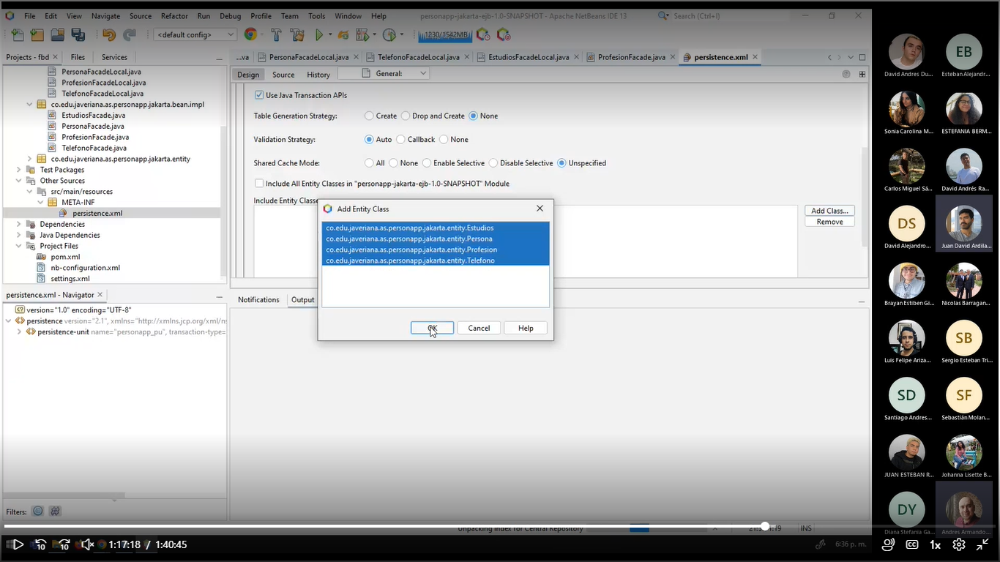 File Edit View Navigate Source Refactor Run Debug Profile Team Tools Window Help
personapp-jakarta-ejb-1.0-SNAPSHOT - Apache NetBeans IDE 13
Search (Ctrl+I)
<default config>
1230/1542MB
Projects - fbd
Files
Services
PersonaFacadeLocal.java
ProfesionFacadeLocal.java
TelefonoFacadeLocal.java
co.edu.javeriana.as.personapp.jakarta.bean.impl
EstudiosFacade.java
PersonaFacade.java
ProfesionFacade.java
TelefonoFacade.java
co.edu.javeriana.as.personapp.jakarta.entity
Test Packages
Other Sources
src/main/resources
META-INF
persistence.xml
Dependencies
Java Dependencies
Project Files
pom.xml
nb-configuration.xml
settings.xml
persistence.xml - Navigator
version="1.0" encoding="UTF-8"
persistence version="2.1", xmlns="http://xmlns.jcp.org/xml/ns
persistence-unit name="personapp_pu", transaction-type=
Filters:
...va
PersonaFacadeLocal.java
TelefonoFacadeLocal.java
EstudiosFacadeLocal.java
ProfesionFacade.java
persistence.xml
Design Source History
General:
Use Java Transaction APIs
Table Generation Strategy: Create Drop and Create None
Validation Strategy: Auto Callback None
Shared Cache Mode: All None Enable Selective Disable Selective Unspecified
Include All Entity Classes in "personapp-jakarta-ejb-1.0-SNAPSHOT" Module
Include Entity Classe
Add Class...
Remove
Add Entity Class
co.edu.javeriana.as.personapp.jakarta.entity.Estudios
co.edu.javeriana.as.personapp.jakarta.entity.Persona
co.edu.javeriana.as.personapp.jakarta.entity.Profesion
co.edu.javeriana.as.personapp.jakarta.entity.Telefono
OK Cancel Help
Notifications Output
Unpacking index for Central Repository
INS
6:36 p. m.
10 10 1:17:18 / 1:40:45
1x
David Andres Du...
EB
Esteban Alejandr...
Sonia Carolina M...
ESTEFANIA BERM...
Carlos Miguel Sá...
David Andrés Ra...
DS
David Alejandro...
Juan David Ardila...
Brayan Estiben Gi...
Nicolas Barragan...
Luis Felipe Ariza...
SB
Sergio Esteban Tri...
SD
Santiago Andres...
SF
Sebastián Molan...
JUAN ESTEBAN R...
Johanna Lisette B...
DY
Diana Stefania Ga...
Andres Armando...